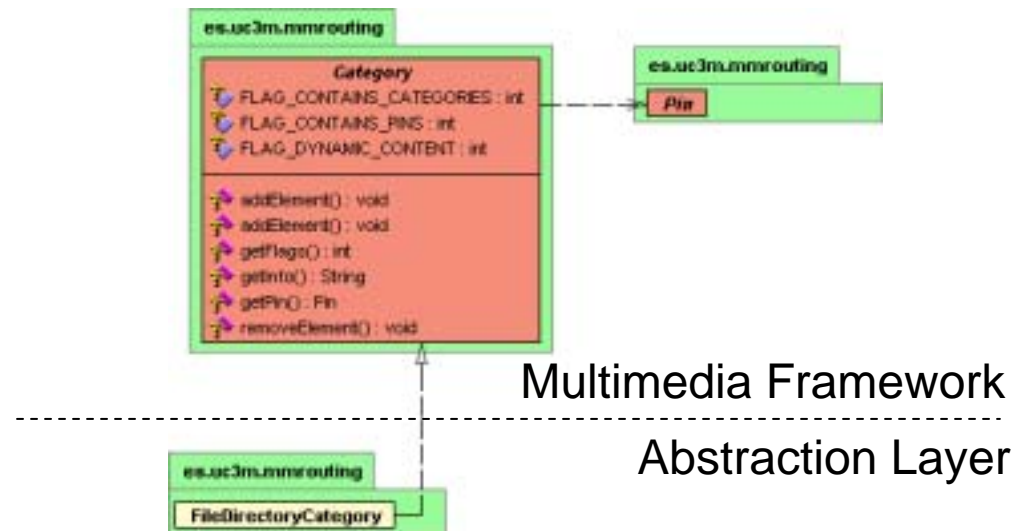 es.uc3m.mmrouting
Category
FLAG_CONTAINS_CATEGORIES : int
FLAG_CONTAINS_PINS : int
FLAG_DYNAMIC_CONTENT : int
addElement() : void
addElement() : void
getFlags() : int
getInfo() : String
getPin() : Pin
removeElement() : void
es.uc3m.mmrouting
Pin
Multimedia Framework
Abstraction Layer
es.uc3m.mmrouting
FileDirectoryCategory